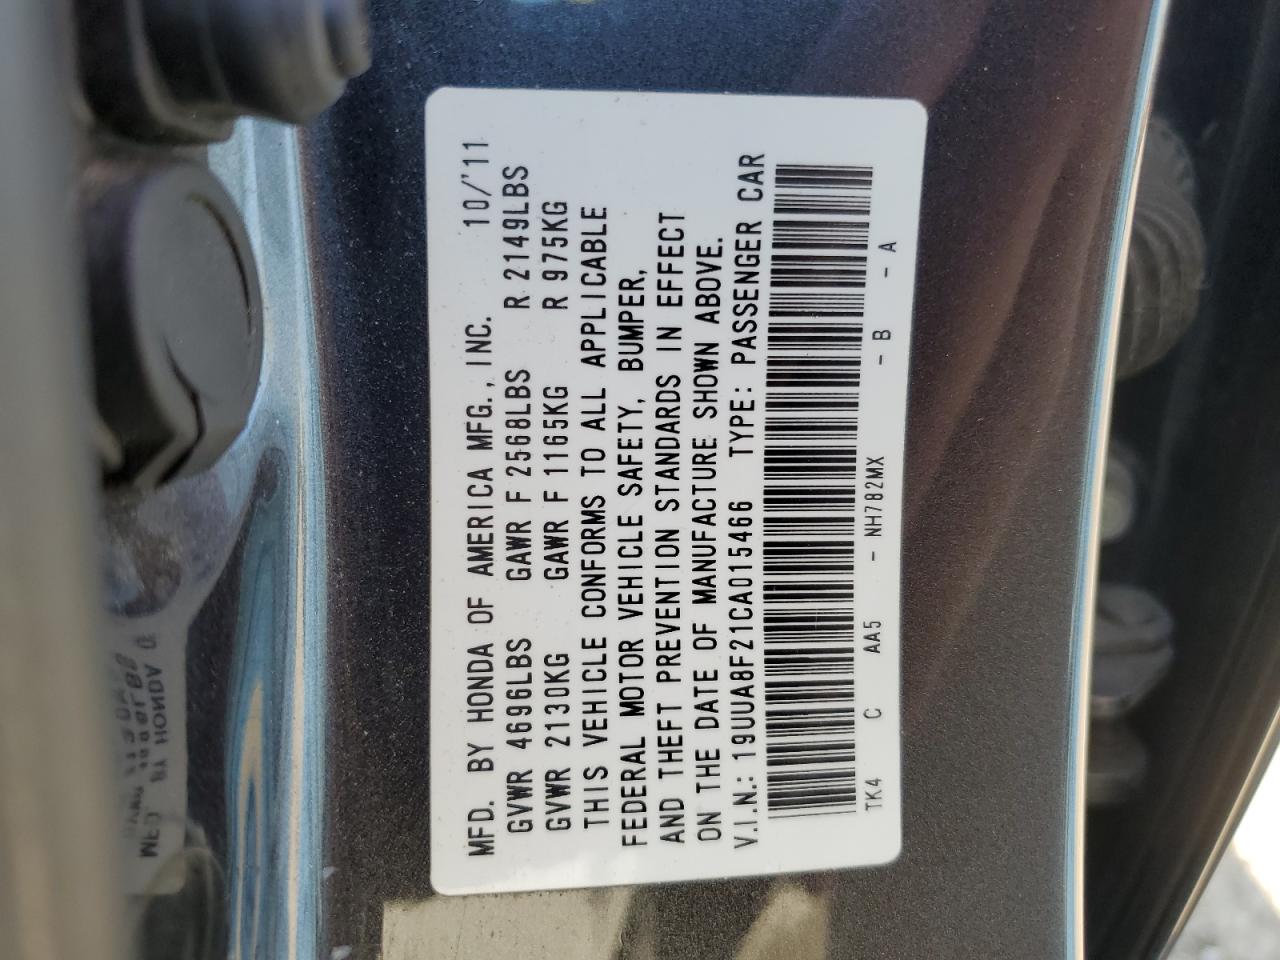 MFD. BY HONDA OF AMERICA MFG., INC. 10/'11
GVWR 4696LBS GAWR F 2568LBS R 2149LBS
GVWR 2130KG GAWR F 1165KG R 975KG
THIS VEHICLE CONFORMS TO ALL APPLICABLE
FEDERAL MOTOR VEHICLE SAFETY, BUMPER,
AND THEFT PREVENTION STANDARDS IN EFFECT
ON THE DATE OF MANUFACTURE SHOWN ABOVE.
V.I.N.: 19UUA8F21CA015466 TYPE: PASSENGER CAR
TK4 C AA5 - NH782MX - B - A
HONDA